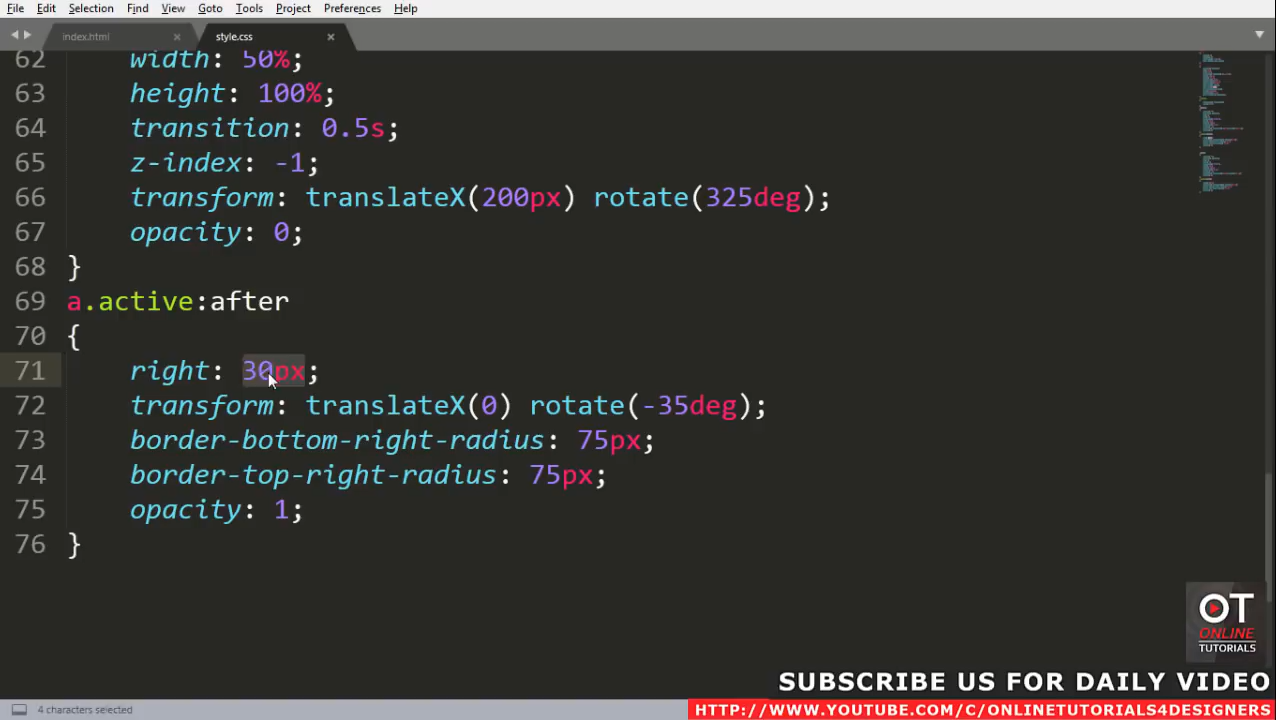 File Edit Selection Find View Goto Tools Project Preferences Help
index.html × style.css ×
62 width: 50%;
63 height: 100%;
64 transition: 0.5s;
65 z-index: -1;
66 transform: translateX(200px) rotate(325deg);
67 opacity: 0;
68 }
69 a.active:after
70 {
71 right: 30px;
72 transform: translateX(0) rotate(-35deg);
73 border-bottom-right-radius: 75px;
74 border-top-right-radius: 75px;
75 opacity: 1;
76 }
OT
ONLINE
TUTORIALS
SUBSCRIBE US FOR DAILY VIDEO
4 characters selected
HTTP://WWW.YOUTUBE.COM/C/ONLINETUTORIALS4DESIGNERS